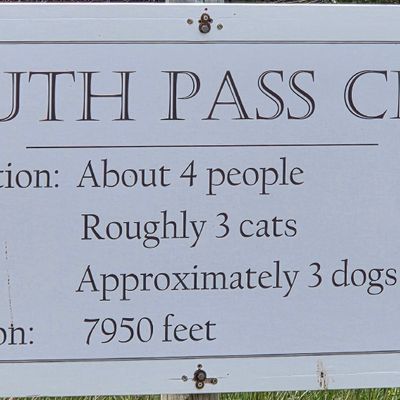 UTH PASS CI
tion: About 4 people
Roughly 3 cats
Approximately 3 dogs
on: 7950 feet